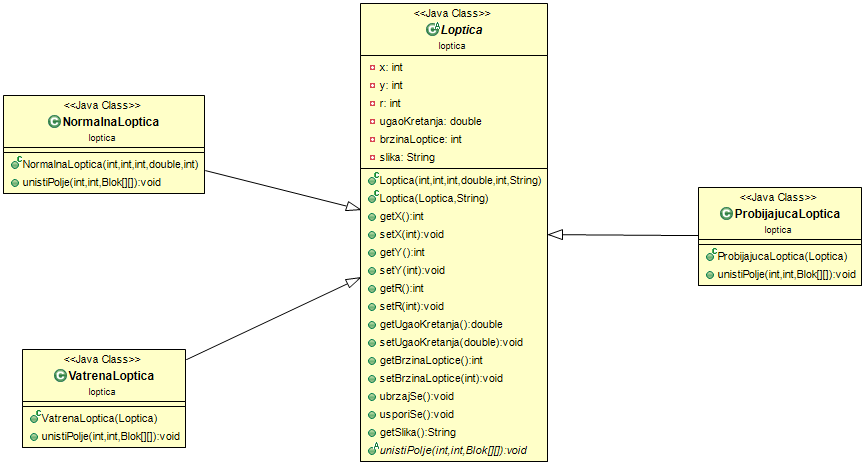 <<Java Class>>
NormalnaLoptica
loptica
NormalnaLoptica(int,int,int,double,int)
unistiPolje(int,int,Blok[][]):void
<<Java Class>>
VatrenaLoptica
loptica
VatrenaLoptica(Loptica)
unistiPolje(int,int,Blok[][]):void
<<Java Class>>
Loptica
loptica
x: int
y: int
r: int
ugaoKretanja: double
brzinaLoptice: int
slika: String
Loptica(int,int,int,double,int,String)
Loptica(Loptica,String)
getX():int
setX(int):void
getY():int
setY(int):void
getR():int
setR(int):void
getUgaoKretanja():double
setUgaoKretanja(double):void
getBrzinaLoptice():int
setBrzinaLoptice(int):void
ubrzajSe():void
usporiSe():void
getSlika():String
unistiPolje(int,int,Blok[][]):void
<<Java Class>>
ProbijajucaLoptica
loptica
ProbijajucaLoptica(Loptica)
unistiPolje(int,int,Blok[][]):void